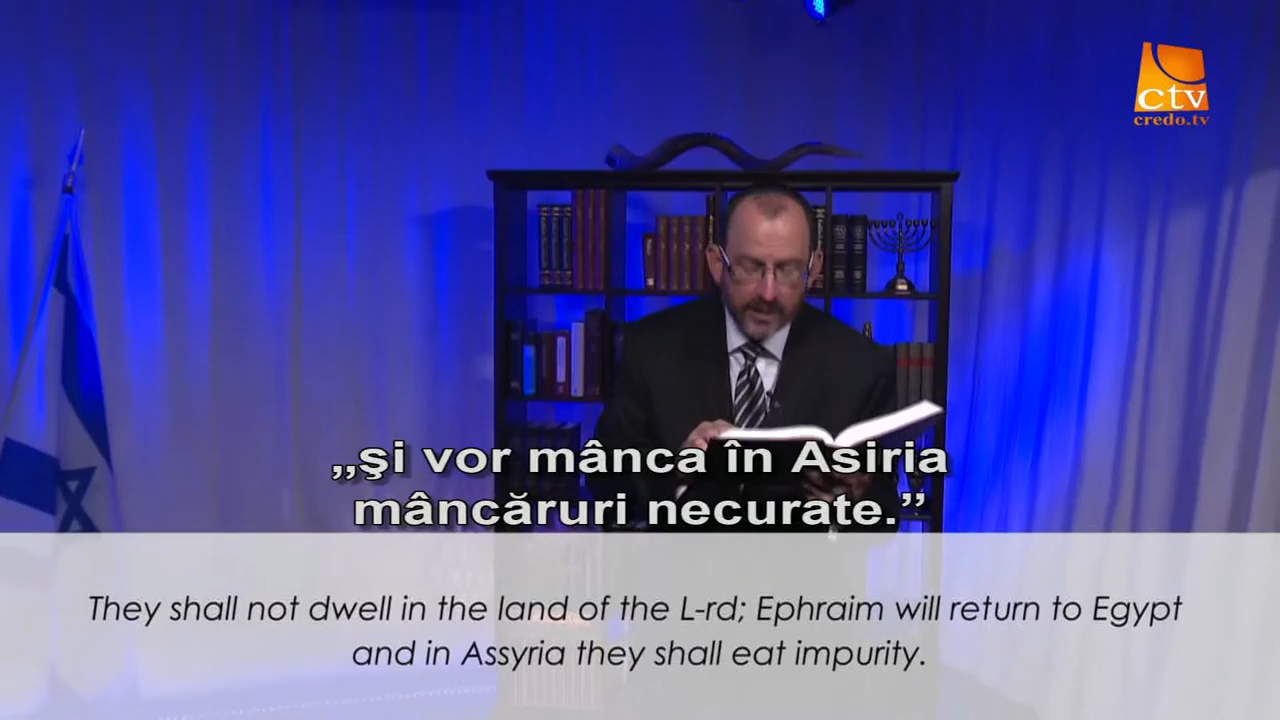 ctv
credo.tv
„şi vor mânca în Asiria
mâncăruri necurate.”
They shall not dwell in the land of the L-rd; Ephraim will return to Egypt
and in Assyria they shall eat impurity.